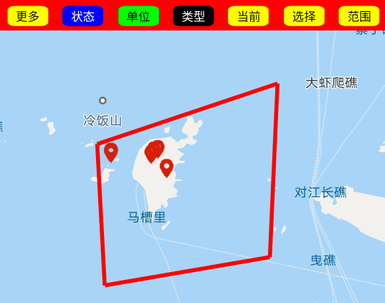 更多 状态 单位 类型 当前 选择 范围
大虾爬礁
冷饭山
对江长礁
马槽里
曳礁